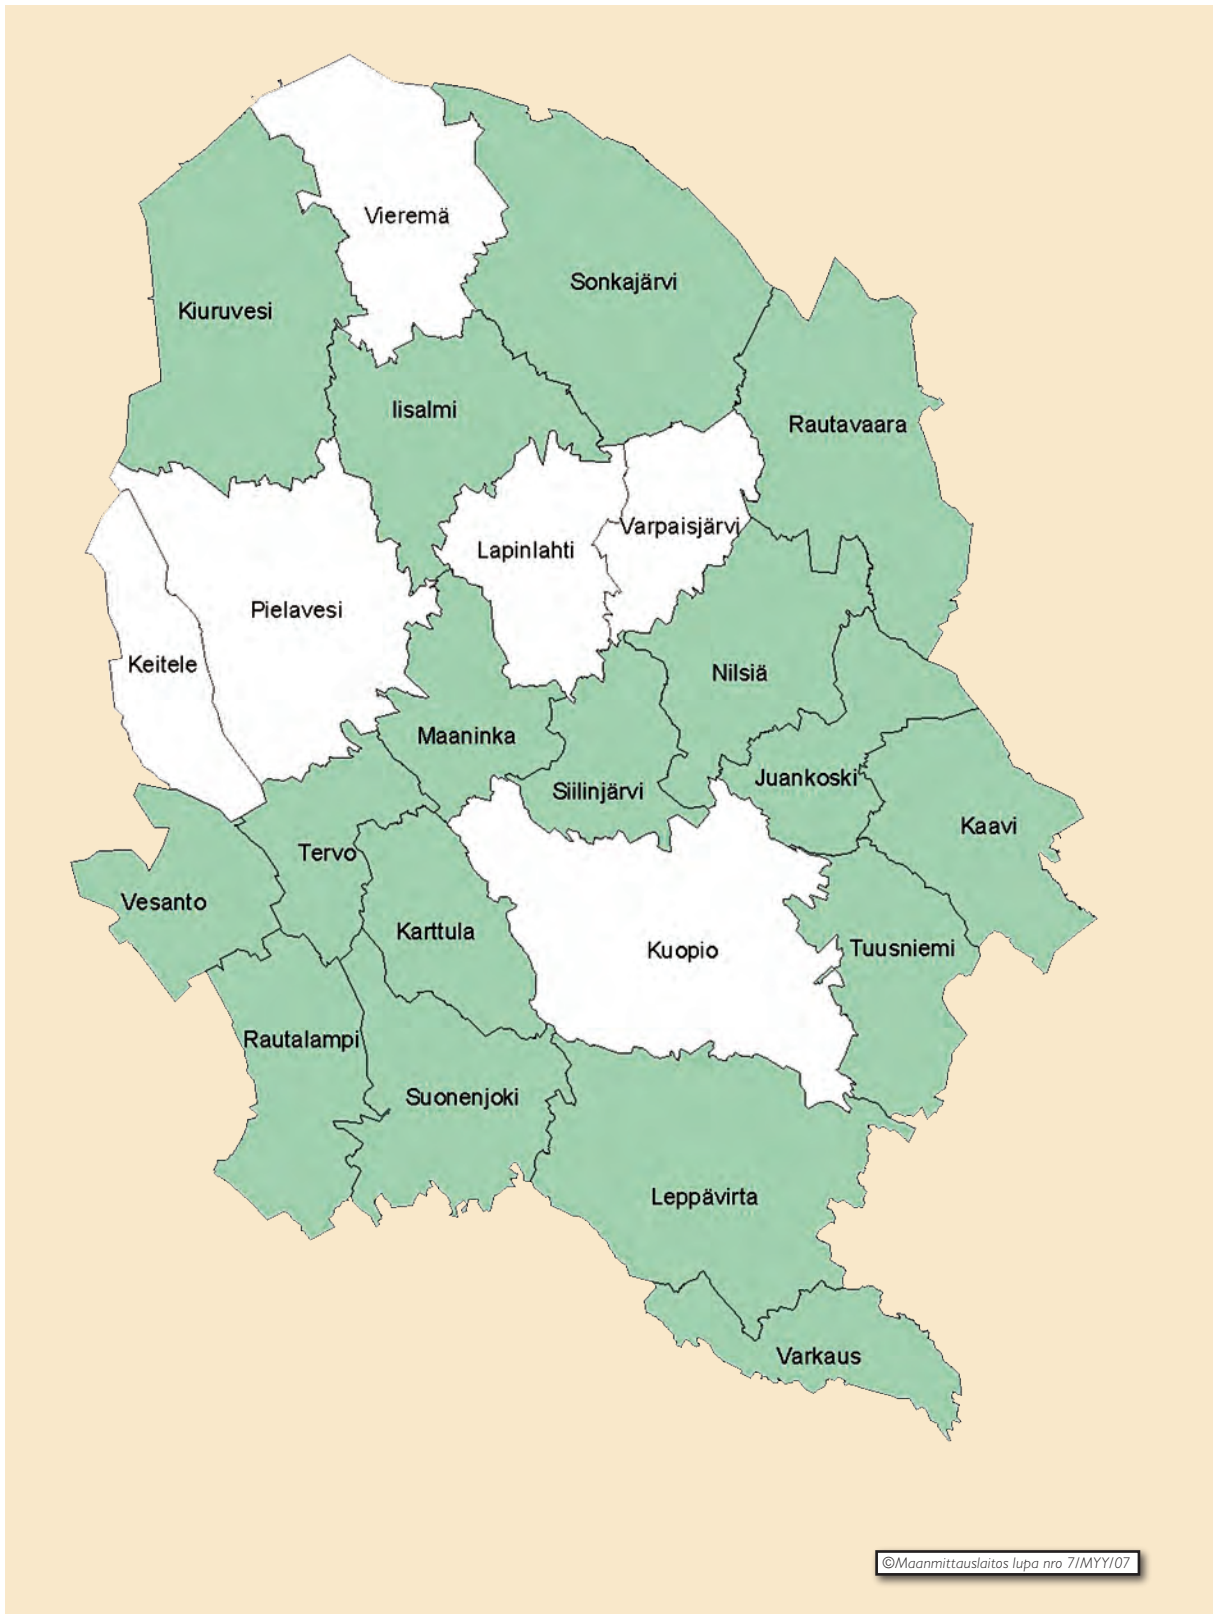 Vieremä
Sonkajärvi
Kiuruvesi
Iisalmi
Rautavaara
Varpaisjärvi
Lapinlahti
Pielavesi
Keitele
Nilsiä
Maaninka
Juankoski
Siilinjärvi
Kaavi
Tervo
Vesanto
Karttula
Kuopio
Tuusniemi
Rautalampi
Suonenjoki
Leppävirta
Varkaus
©Maanmittauslaitos lupa nro 7/MYY/07